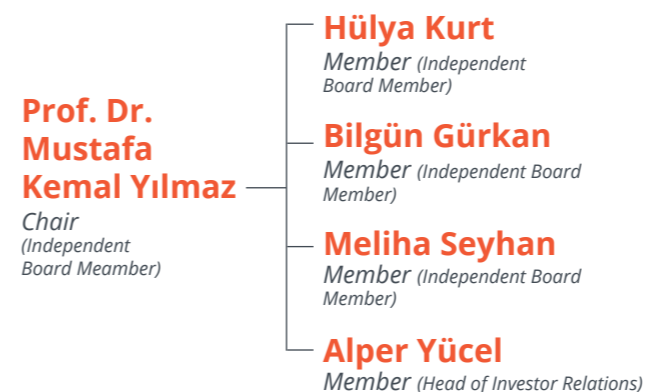 Prof. Dr.
Mustafa
Kemal Yılmaz
Chair
(Independent
Board Meamber)
Hülya Kurt
Member (Independent
Board Member)
Bilgün Gürkan
Member (Independent Board
Member)
Meliha Seyhan
Member (Independent Board
Member)
Alper Yücel
Member (Head of Investor Relations)